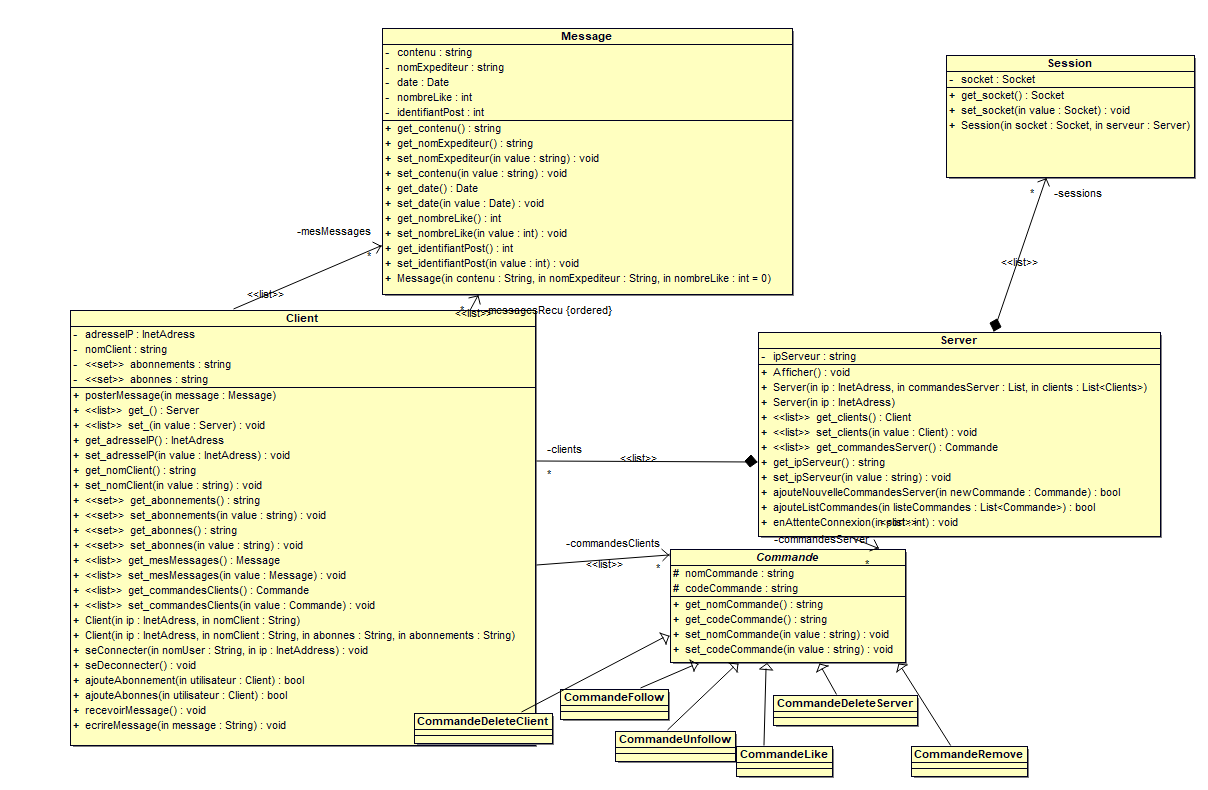 Message
- contenu : string
- nomExpediteur : string
- date : Date
- nombreLike : int
- identifiantPost : int
+ get_contenu() : string
+ get_nomExpediteur() : string
+ set_nomExpediteur(in value : string) : void
+ set_contenu(in value : string) : void
+ get_date() : Date
+ set_date(in value : Date) : void
+ get_nombreLike() : int
+ set_nombreLike(in value : int) : void
+ get_identifiantPost() : int
+ set_identifiantPost(in value : int) : void
+ Message(in contenu : String, in nomExpediteur : String, in nombreLike : int = 0)
Session
- socket : Socket
+ get_socket() : Socket
+ set_socket(in value : Socket) : void
+ Session(in socket : Socket, in serveur : Server)
* -sessions
<<list>>
-mesMessages
*
<<list>>
* -messagesRecu {ordered}
<<list>>
Client
- adresseIP : InetAdress
- nomClient : string
- <<set>> abonnements : string
- <<set>> abonnes : string
+ posterMessage(in message : Message)
+ <<list>> get_() : Server
+ <<list>> set_(in value : Server) : void
+ get_adresseIP() : InetAdress
+ set_adresseIP(in value : InetAdress) : void
+ get_nomClient() : string
+ set_nomClient(in value : string) : void
+ <<set>> get_abonnements() : string
+ <<set>> set_abonnements(in value : string) : void
+ <<set>> get_abonnes() : string
+ <<set>> set_abonnes(in value : string) : void
+ <<list>> get_mesMessages() : Message
+ <<list>> set_mesMessages(in value : Message) : void
+ <<list>> get_commandesClients() : Commande
+ <<list>> set_commandesClients(in value : Commande) : void
+ Client(in ip : InetAdress, in nomClient : String)
+ Client(in ip : InetAdress, in nomClient : String, in abonnes : String, in abonnements : String)
+ seConnecter(in nomUser : String, in ip : InetAddress) : void
+ seDeconnecter() : void
+ ajouteAbonnement(in utilisateur : Client) : bool
+ ajouteAbonnes(in utilisateur : Client) : bool
+ recevoirMessage() : void
+ ecrireMessage(in message : String) : void
Server
- ipServeur : string
+ Afficher() : void
+ Server(in ip : InetAdress, in commandesServer : List, in clients : List<Clients>)
+ Server(in ip : InetAdress)
+ <<list>> get_clients() : Client
+ <<list>> set_clients(in value : Client) : void
+ <<list>> get_commandesServer() : Commande
+ get_ipServeur() : string
+ set_ipServeur(in value : string) : void
+ ajouteNouvelleCommandesServer(in newCommande : Commande) : bool
+ ajouteListCommandes(in listeCommandes : List<Commande>) : bool
+ enAttenteConnexion(in port : int) : void
<<list>>
-clients
<<list>>
*
-commandesServer
*
-commandesClients
<<list>>
*
Commande
# nomCommande : string
# codeCommande : string
+ get_nomCommande() : string
+ get_codeCommande() : string
+ set_nomCommande(in value : string) : void
+ set_codeCommande(in value : string) : void
CommandeFollow
CommandeDeleteServer
CommandeDeleteClient
CommandeUnfollow
CommandeLike
CommandeRemove